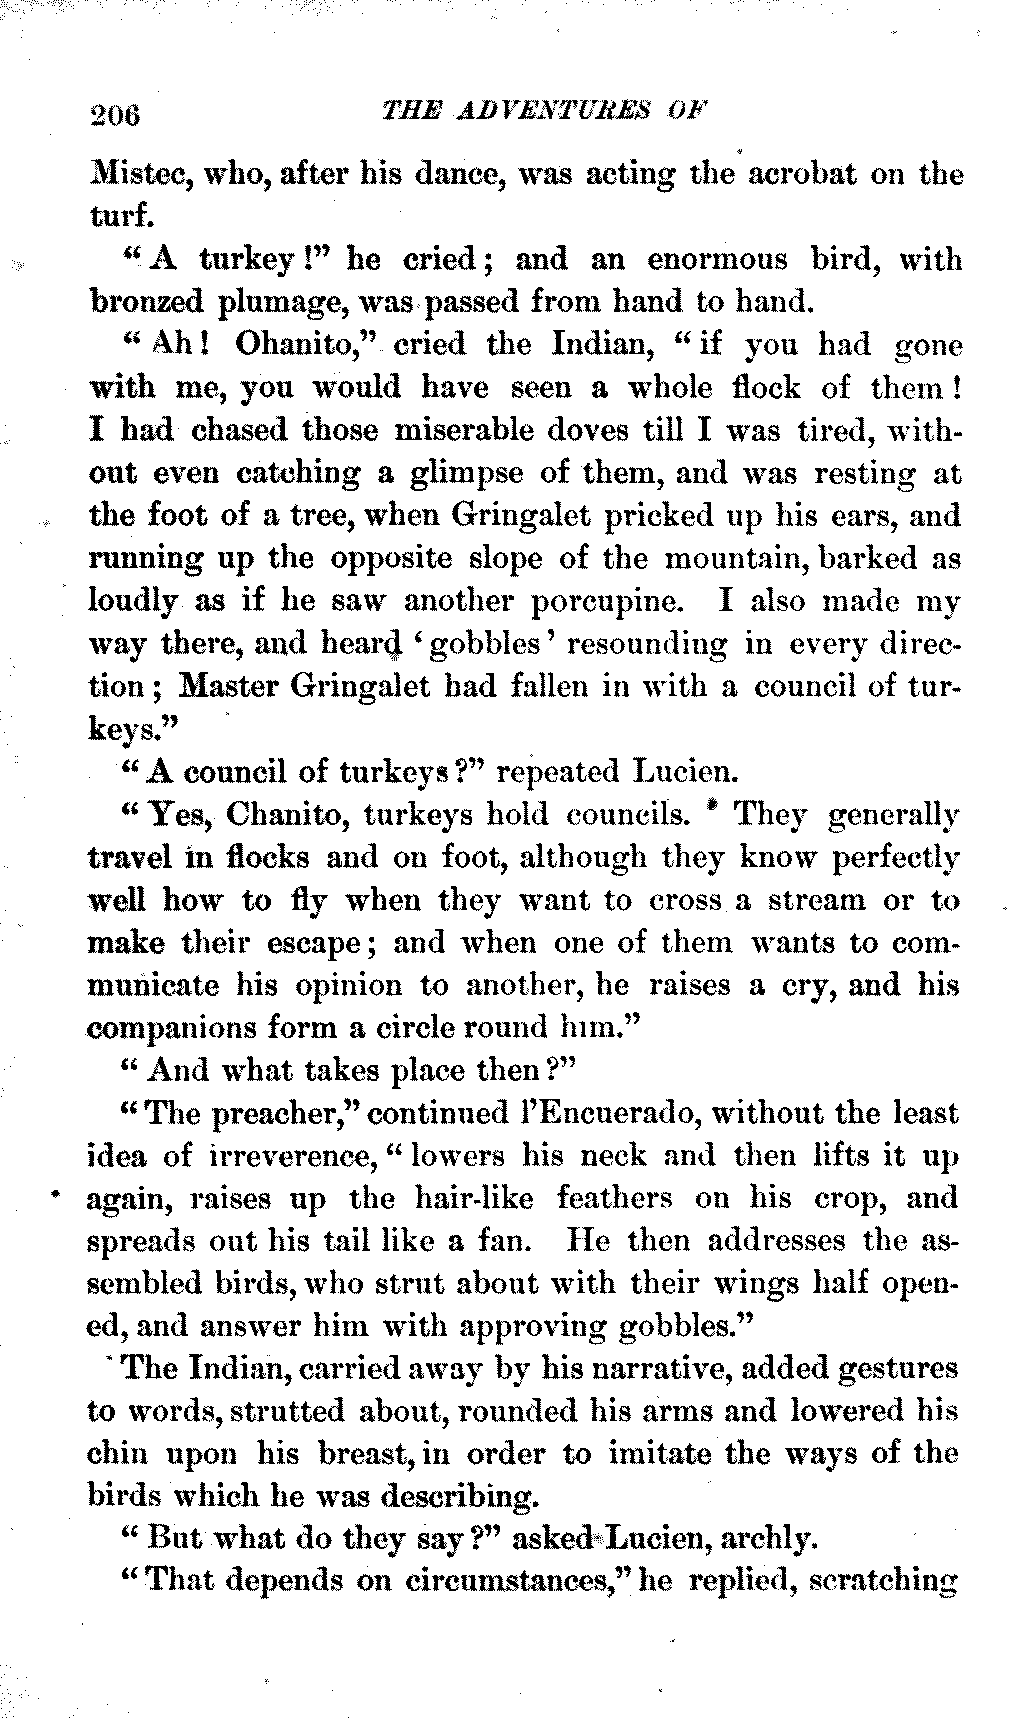 206 THE ADVENTURES OF
Mistec, who, after his dance, was acting the acrobat on the
turf.
" A turkey !" he cried ; and an enormous bird, with
bronzed plumage, was passed from hand to hand.
" Ah ! Ohanito," cried the Indian, " if you had gone
with me, you would have seen a whole flock of them !
I had chased those miserable doves till I was tired, with-
out even catching a glimpse of them, and was resting at
the foot of a tree, when Gringalet pricked up his ears, and
running up the opposite slope of the mountain, barked as
loudly as if he saw another porcupine. I also made my
way there, and heard ' gobbles ' resounding in every direc-
tion ; Master Gringalet had fallen in with a council of tur-
keys."
" A council of turkeys ?" repeated Lucien.
" Yes, Chanito, turkeys hold councils. They generally
travel in flocks and on foot, although they know perfectly
well how to fly when they want to cross a stream or to
make their escape ; and when one of them wants to com-
municate his opinion to another, he raises a cry, and his
companions form a circle round him."
" And what takes place then ?"
" The preacher," continued l'Encuerado, without the least
idea of irreverence, " lowers his neck and then lifts it up
again, raises up the hair-like feathers on his crop, and
spreads out his tail like a fan. He then addresses the as-
sembled birds, who strut about with their wings half open-
ed, and answer him with approving gobbles."
The Indian, carried away by his narrative, added gestures
to words, strutted about, rounded his arms and lowered his
chin upon his breast, in order to imitate the ways of the
birds which he was describing.
" But what do they say ?" asked Lucien, archly.
" That depends on circumstances," he replied, scratching